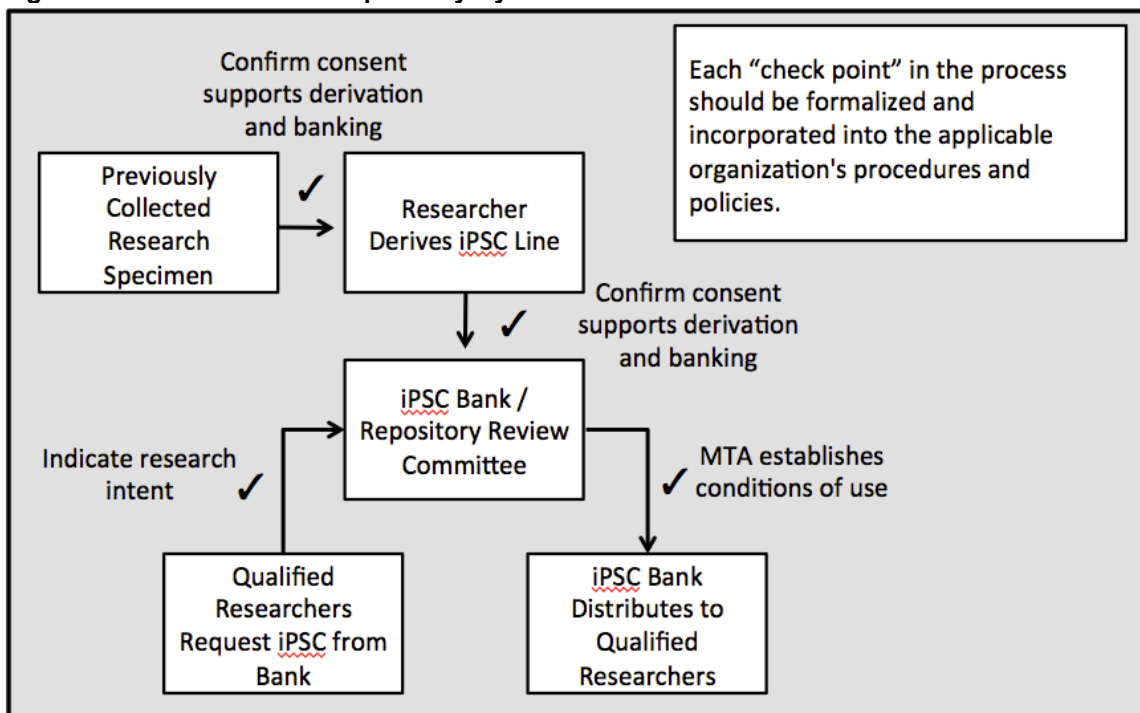 Confirm consent
supports derivation
and banking
Each “check point” in the process
should be formalized and
incorporated into the applicable
organization's procedures and
policies.
Previously
Collected
Research
Specimen
Researcher
Derives iPSC Line
Confirm consent
supports derivation
and banking
iPSC Bank /
Repository Review
Committee
Indicate research
intent
MTA establishes
conditions of use
Qualified
Researchers
Request iPSC from
Bank
iPSC Bank
Distributes to
Qualified
Researchers